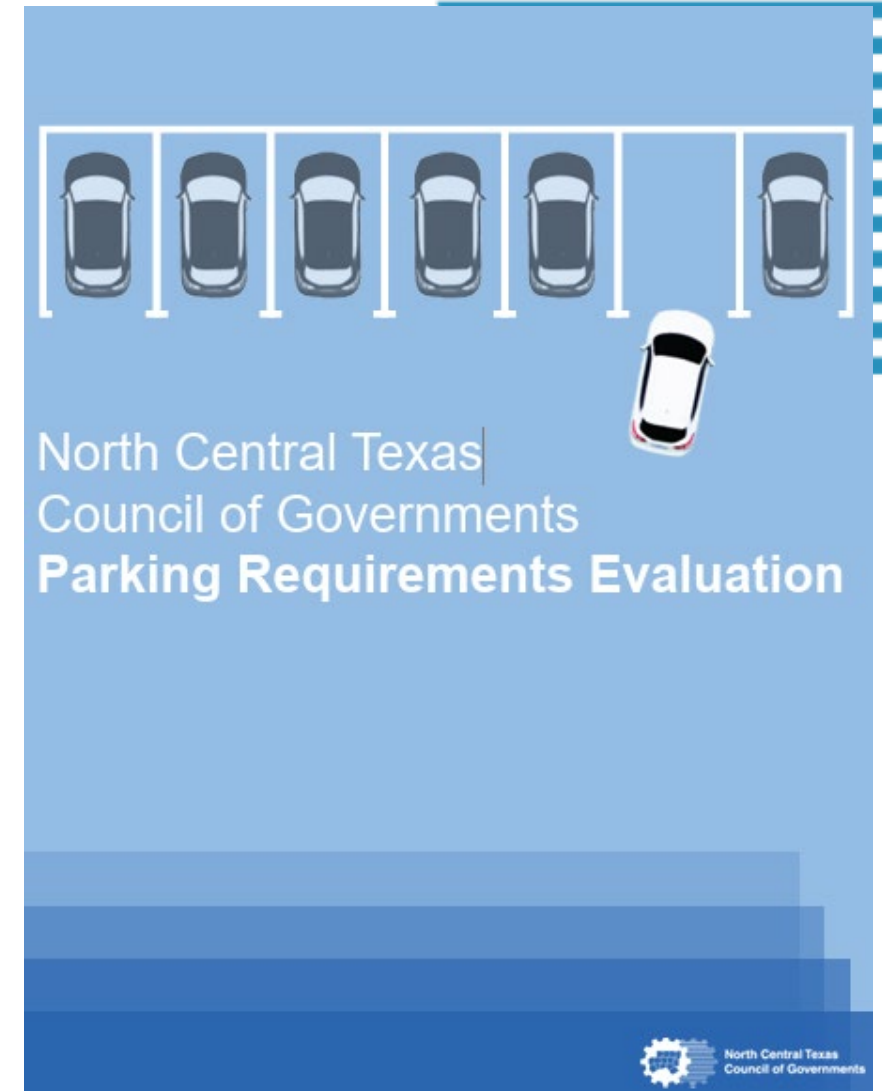 North Central Texas
Council of Governments
Parking Requirements Evaluation
North Central Texas
Council of Governments